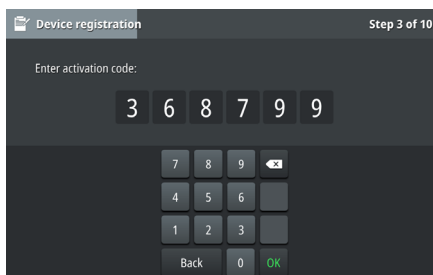 Device registration Step 3 of 10
Enter activation code:
3 6 8 7 9 9
7 8 9
4 5 6
1 2 3
Back 0 OK